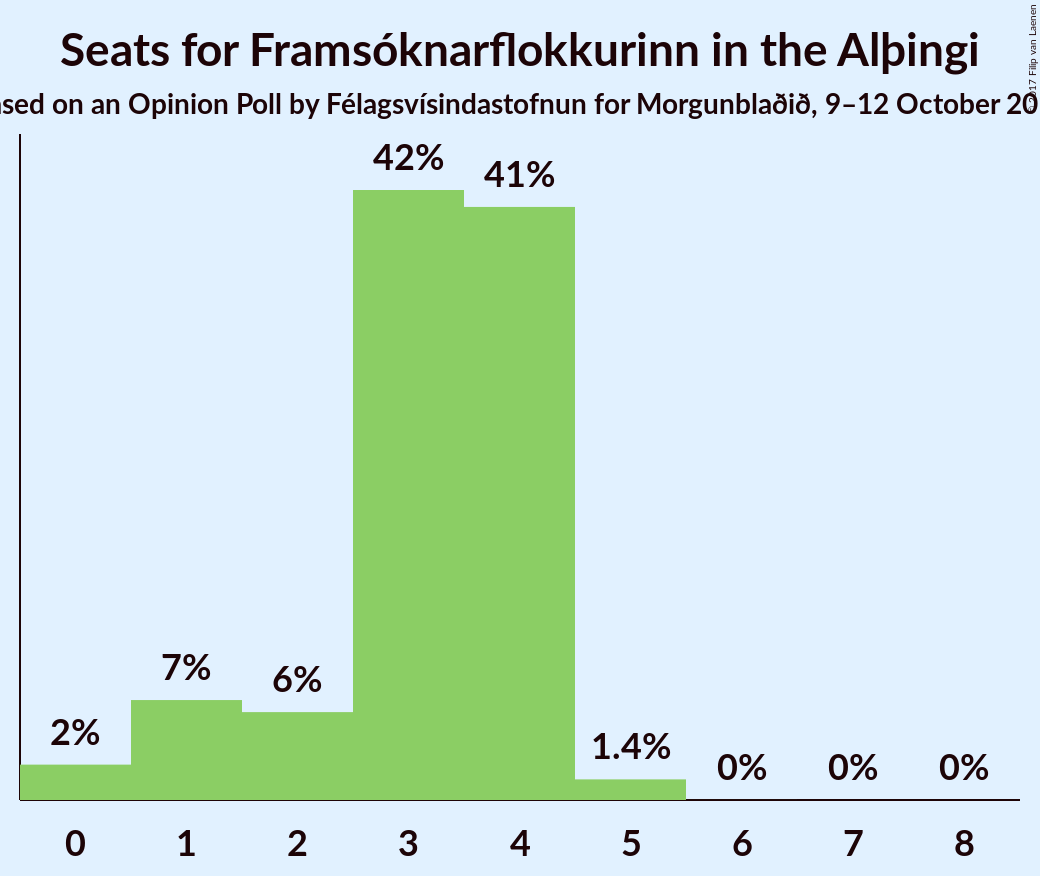 Seats for Framsóknarflokkurinn in the Alþingi
on an Opinion Poll by Félagsvísindastofnun for Morgunblaðið, 9–12 October
2017 Filip van Laenen
42%
41%
7%
6%
2%
1.4%
0% 0% 0%
0 1 2 3 4 5 6 7 8